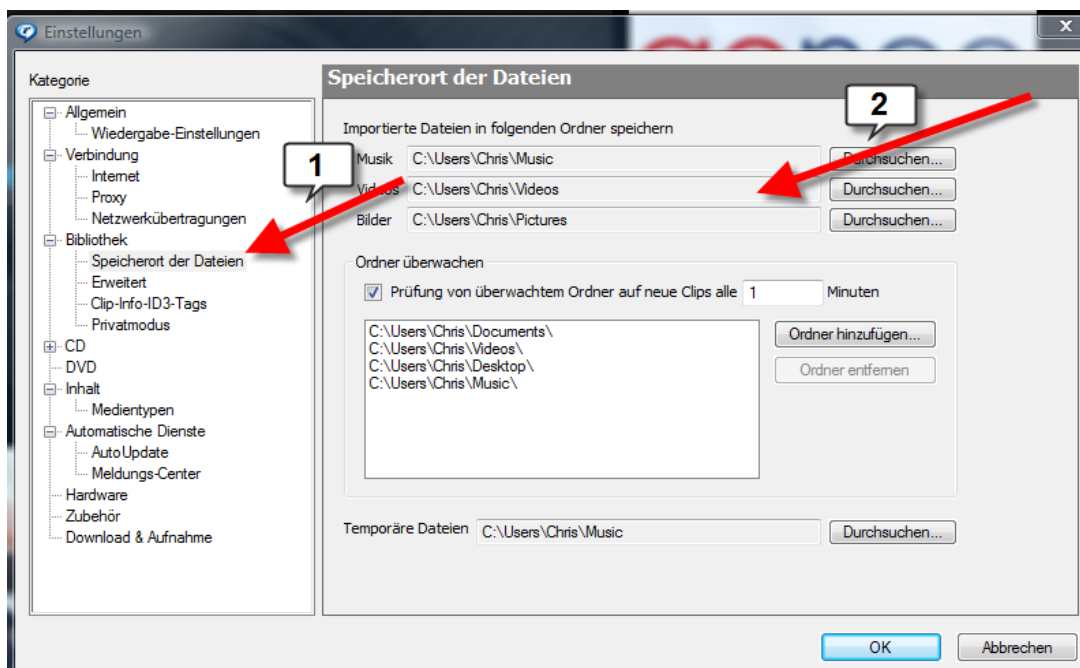 Einstellungen
x
Kategorie
Allgemein
Wiedergabe-Einstellungen
Verbindung
Internet
Proxy
Netzwerkübertragungen
Bibliothek
Speicherort der Dateien
Erweitert
Clip-Info-ID3-Tags
Privatmodus
CD
DVD
Inhalt
Medientypen
Automatische Dienste
AutoUpdate
Meldungs-Center
Hardware
Zubehör
Download & Aufnahme
1
Speicherort der Dateien
2
Importierte Dateien in folgenden Ordner speichern
Musik C:\Users\Chris\Music Durchsuchen...
Videos C:\Users\Chris\Videos Durchsuchen...
Bilder C:\Users\Chris\Pictures Durchsuchen...
Ordner überwachen
Prüfung von überwachtem Ordner auf neue Clips alle 1 Minuten
C:\Users\Chris\Documents\
C:\Users\Chris\Videos\
C:\Users\Chris\Desktop\
C:\Users\Chris\Music\
Ordner hinzufügen...
Ordner entfernen
Temporäre Dateien C:\Users\Chris\Music Durchsuchen...
OK Abbrechen